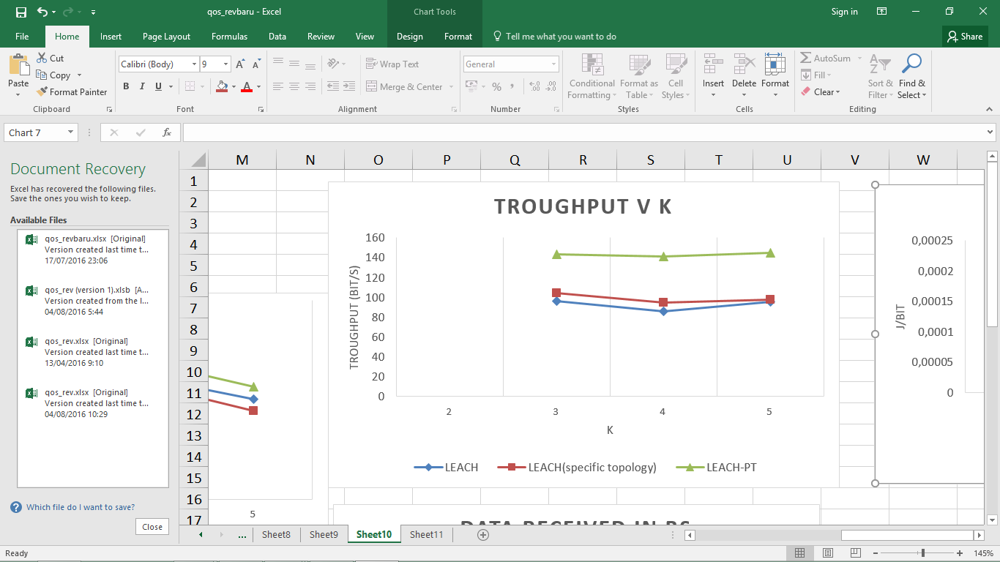 qos_revbaru - Excel
Chart Tools
Sign in
File
Home
Insert
Page Layout
Formulas
Data
Review
View
Design
Format
Tell me what you want to do
Share
Paste
Cut
Copy
Format Painter
Clipboard
Calibri (Body)
9
A A
B I U
A
Font
Wrap Text
Merge & Center
Alignment
General
%
Number
Conditional Formatting
Format as Table
Cell Styles
Styles
Insert
Delete
Format
Cells
AutoSum
Fill
Clear
Sort & Filter
Find & Select
Editing
Chart 7
fx
Document Recovery
Excel has recovered the following files.
Save the ones you wish to keep.
Available Files
qos_revbaru.xlsx [Original]
Version created last time t...
17/07/2016 23:06
qos_rev (version 1).xlsb [A...
Version created from the l...
04/08/2016 5:44
qos_rev.xlsx [Original]
Version created last time t...
13/04/2016 9:10
qos_rev.xlsx [Original]
Version created last time t...
04/08/2016 10:29
Which file do I want to save?
Close
M N O P Q R S T U V W
1
2
3
4
5
6
7
8
9
10
11
12
13
14
15
16
17
5
TROUGHPUT V K
TROUGHPUT (BIT/S)
160
140
120
100
80
60
40
20
0
2 3 4 5
K
LEACH
LEACH(specific topology)
LEACH-PT
J/BIT
0,00025
0,0002
0,00015
0,0001
0,00005
0
DATA RECEIVED IN BS
... Sheet8 Sheet9 Sheet10 Sheet11
Ready
145%